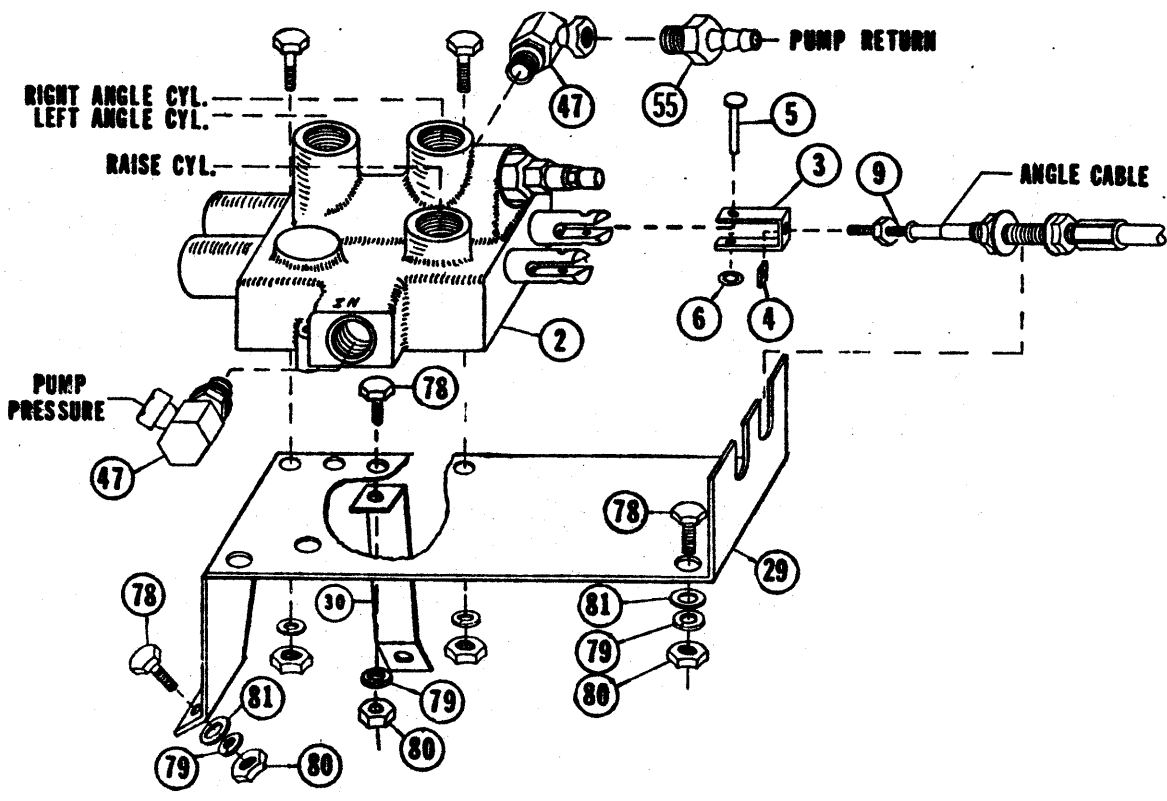 PUMP RETURN
47
55
RIGHT ANGLE CYL.
LEFT ANGLE CYL.
RAISE CYL.
5
3
9
ANGLE CABLE
IN
6
4
2
PUMP
PRESSURE
78
47
78
29
78
30
81
79
80
81
79
80
79
80